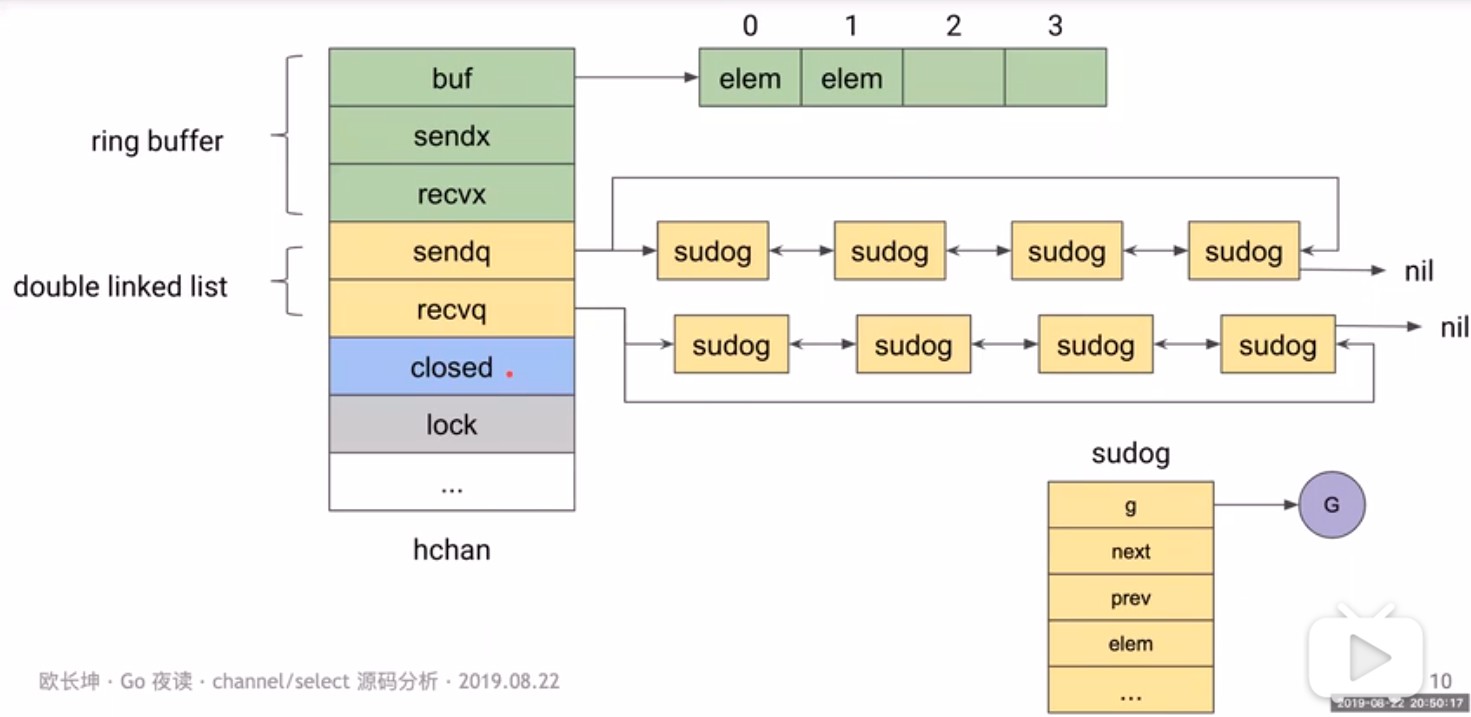 0 1 2 3
buf
elem elem
sendx
ring buffer
recvx
sendq
sudog sudog sudog sudog
nil
double linked list
recvq
nil
sudog sudog sudog sudog
closed
lock
...
hchan
sudog
g
G
next
prev
elem
...
欧长坤 · Go 夜读 · channel/select 源码分析 · 2019.08.22
10
2019-08-22 20:50:17